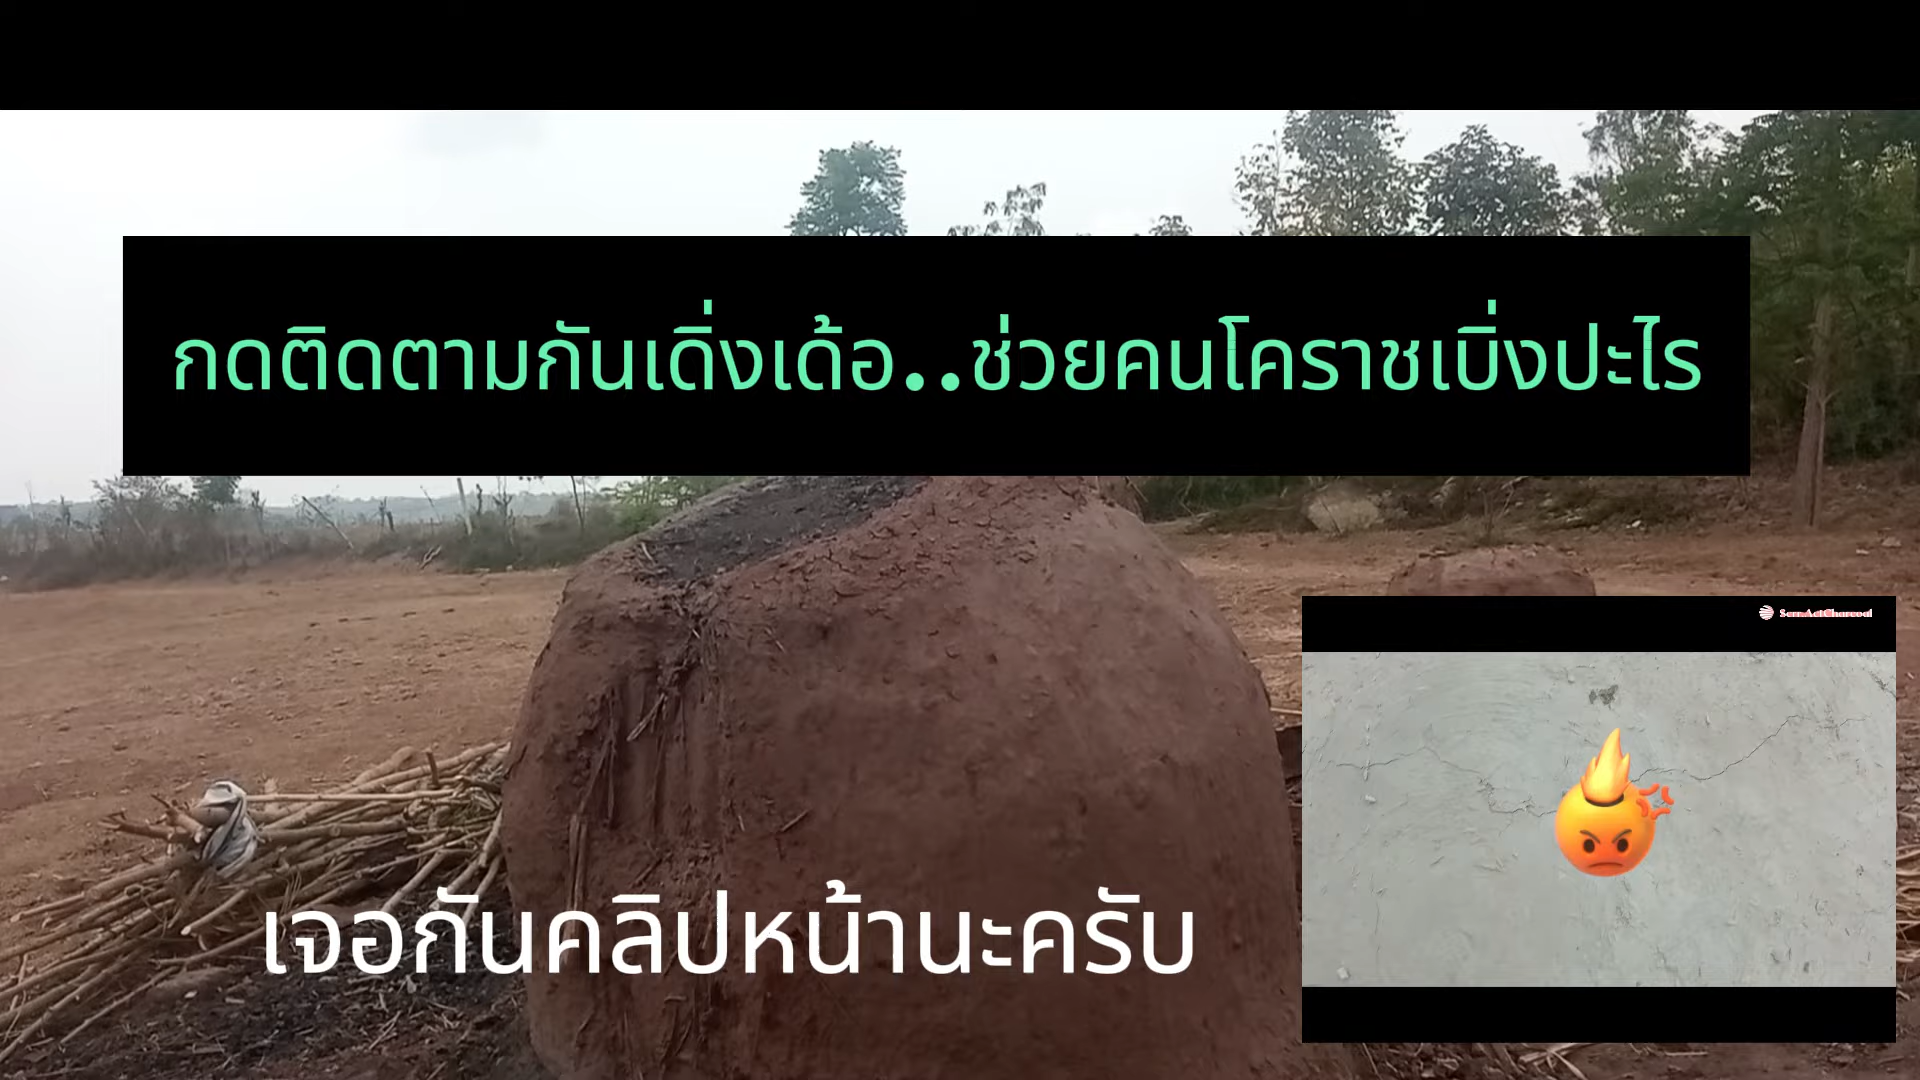 กดติดตามกันเดิ่งเด้อ..ช่วยคนโคราชเบิ่งปะไร
SermActCharcoal
เจอกันคลิปหน้านะครับ